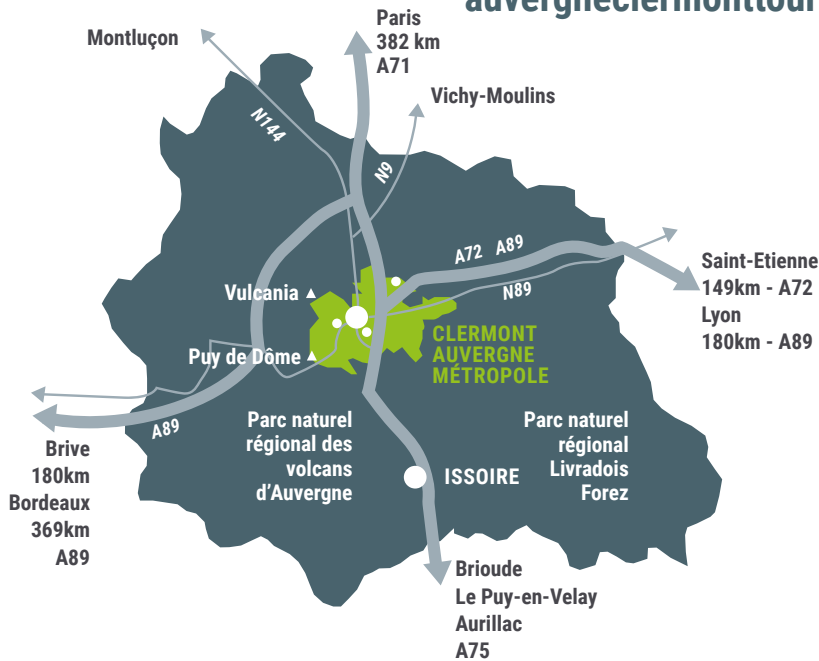 auvergneclermonttour
Paris
382 km
A71
Montluçon
Vichy-Moulins
N144
N9
A72 A89
N89
Saint-Etienne
149km - A72
Lyon
180km - A89
Vulcania
Puy de Dôme
CLERMONT
AUVERGNE
MÉTROPOLE
A89
Brive
180km
Bordeaux
369km
A89
Parc naturel
régional des
volcans
d'Auvergne
ISSOIRE
Parc naturel
régional
Livradois
Forez
Brioude
Le Puy-en-Velay
Aurillac
A75